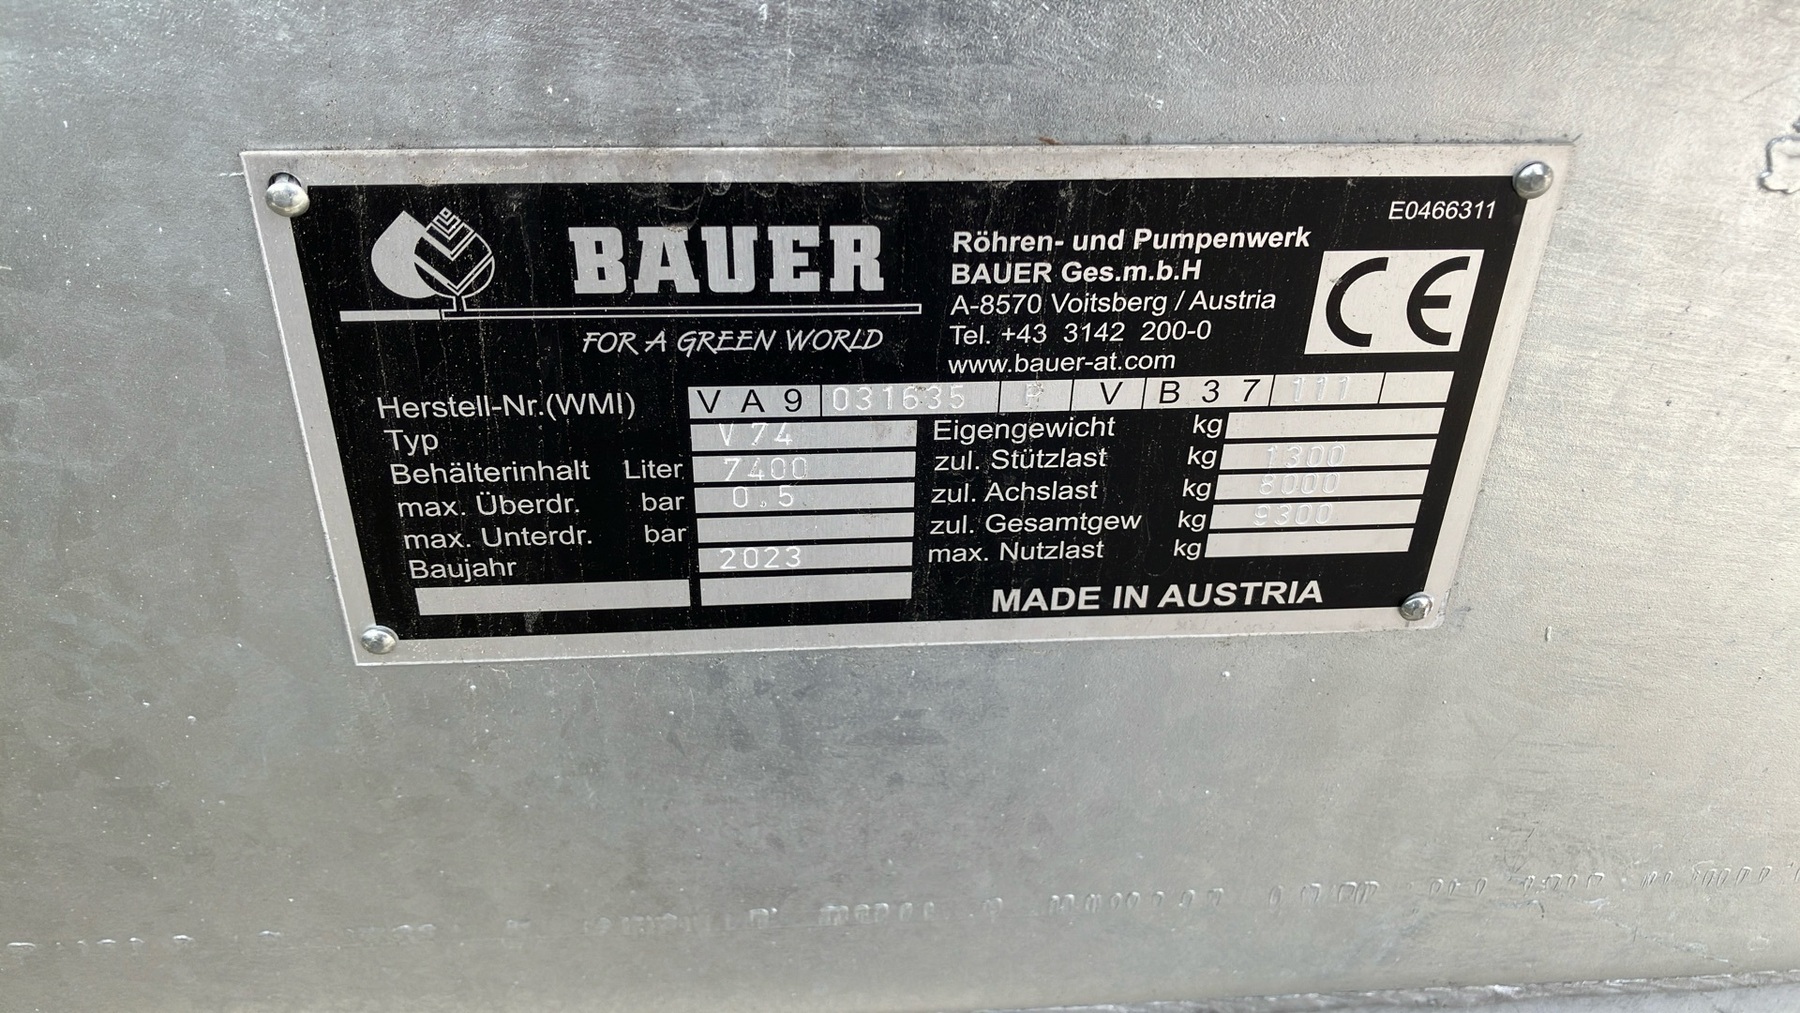 E0466311
BAUER
FOR A GREEN WORLD
Röhren- und Pumpenwerk
BAUER Ges.m.b.H
A-8570 Voitsberg / Austria
Tel. +43 3142 200-0
www.bauer-at.com
CE
Herstell-Nr.(WMI) VA9 031635 P V B37 111
Typ V74
Behälterinhalt Liter 7400
max. Überdr. bar 0.5
max. Unterdr. bar
Baujahr 2023
Eigengewicht kg
zul. Stützlast kg 1300
zul. Achslast kg 8000
zul. Gesamtgew kg 9300
max. Nutzlast kg
MADE IN AUSTRIA